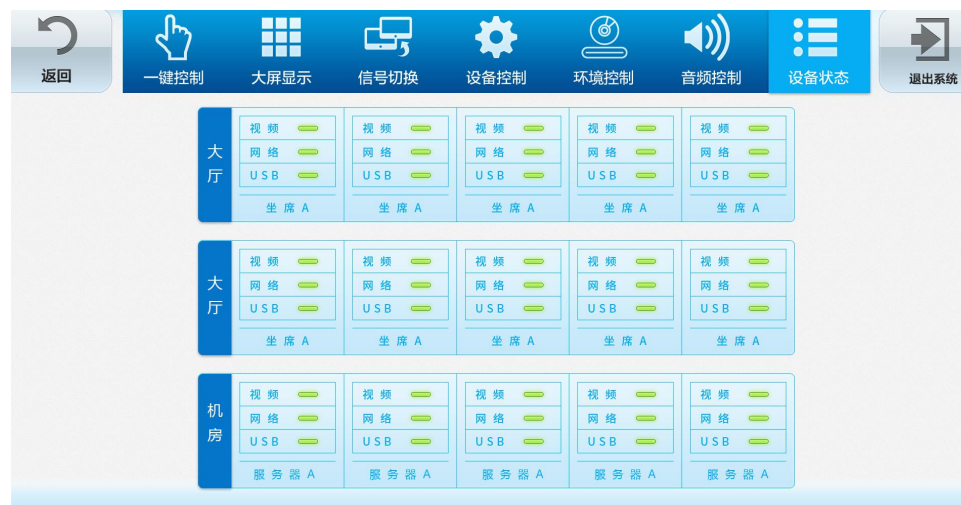 返回 一键控制 大屏显示 信号切换 设备控制 环境控制 音频控制 设备状态 退出系统
大厅
视频 视频 视频 视频 视频
网络 网络 网络 网络 网络
USB USB USB USB USB
坐席A 坐席A 坐席A 坐席A 坐席A
大厅
视频 视频 视频 视频 视频
网络 网络 网络 网络 网络
USB USB USB USB USB
坐席A 坐席A 坐席A 坐席A 坐席A
机房
视频 视频 视频 视频 视频
网络 网络 网络 网络 网络
USB USB USB USB USB
服务器A 服务器A 服务器A 服务器A 服务器A